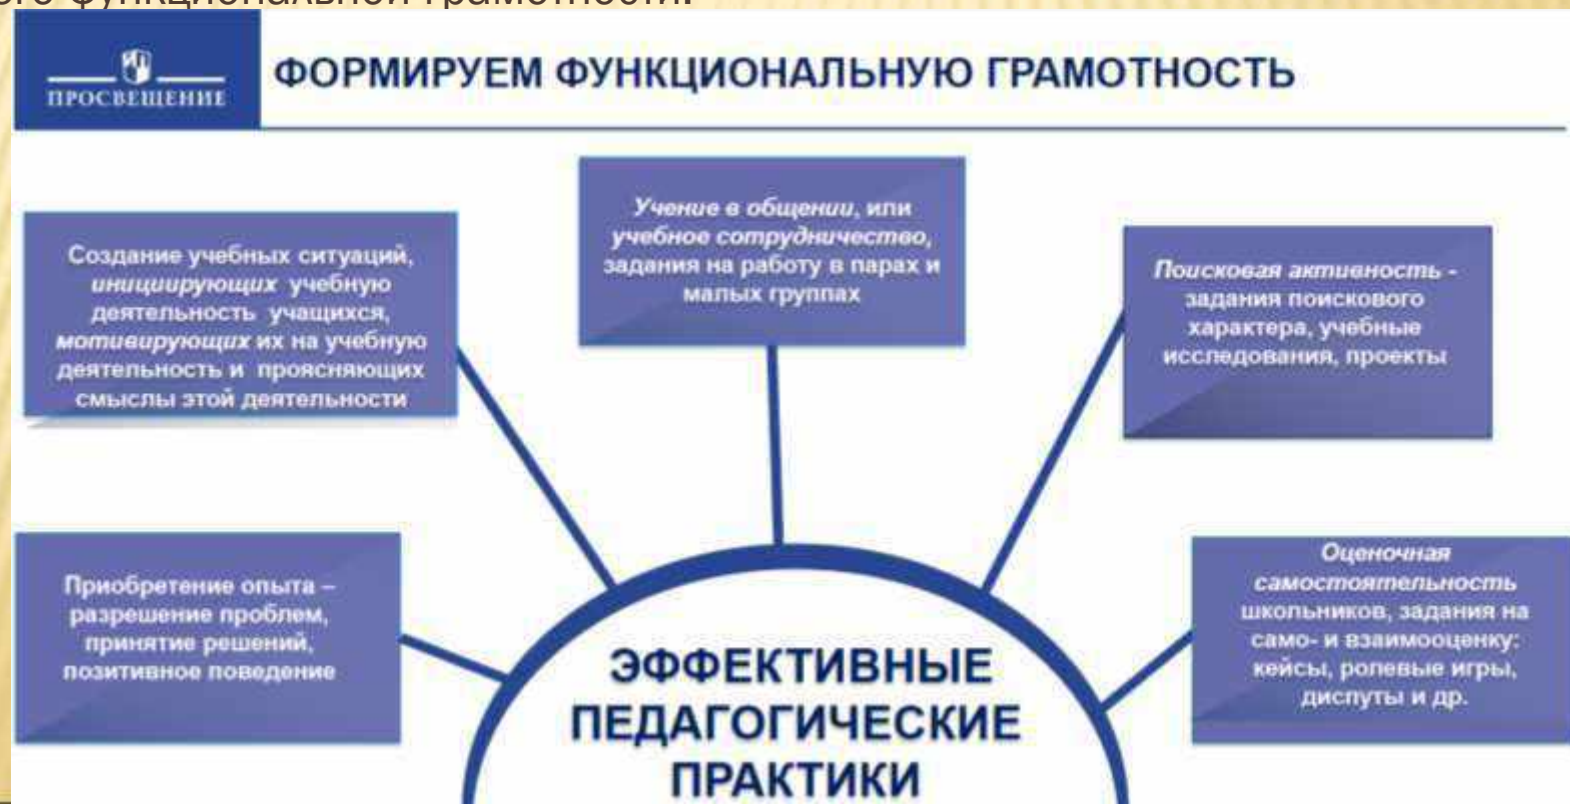 функциональной грамотности.
ПРОСВЕЩЕНИЕ
ФОРМИРУЕМ ФУНКЦИОНАЛЬНУЮ ГРАМОТНОСТЬ
Создание учебных ситуаций,
инициирующих учебную
деятельность учащихся,
мотивирующих их на учебную
деятельность и проясняющих
смыслы этой деятельности
Учение в общении, или
учебное сотрудничество,
задания на работу в парах и
малых группах
Поисковая активность -
задания поискового
характера, учебные
исследования, проекты
Приобретение опыта –
разрешение проблем,
принятие решений,
позитивное поведение
Оценочная
самостоятельность
школьников, задания на
само- и взаимооценку:
кейсы, ролевые игры,
диспуты и др.
ЭФФЕКТИВНЫЕ
ПЕДАГОГИЧЕСКИЕ
ПРАКТИКИ